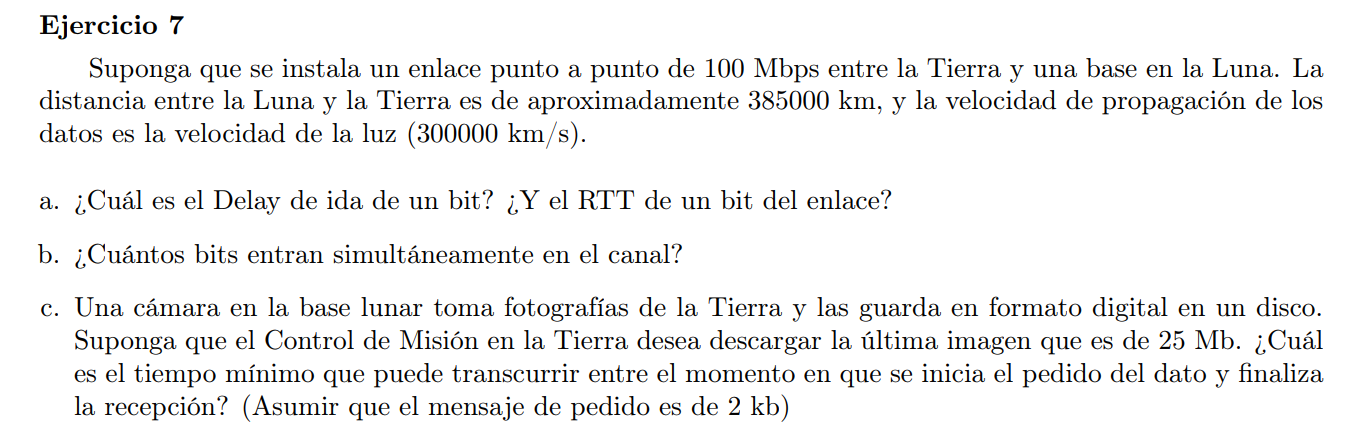 Ejercicio 7
Suponga que se instala un enlace punto a punto de 100 Mbps entre la Tierra y una base en la Luna. La
distancia entre la Luna y la Tierra es de aproximadamente 385000 km, y la velocidad de propagación de los
datos es la velocidad de la luz (300000 km/s).
a. ¿Cuál es el Delay de ida de un bit? ¿Y el RTT de un bit del enlace?
b. ¿Cuántos bits entran simultáneamente en el canal?
c. Una cámara en la base lunar toma fotografías de la Tierra y las guarda en formato digital en un disco.
Suponga que el Control de Misión en la Tierra desea descargar la última imagen que es de 25 Mb. ¿Cuál
es el tiempo mínimo que puede transcurrir entre el momento en que se inicia el pedido del dato y finaliza
la recepción? (Asumir que el mensaje de pedido es de 2 kb)